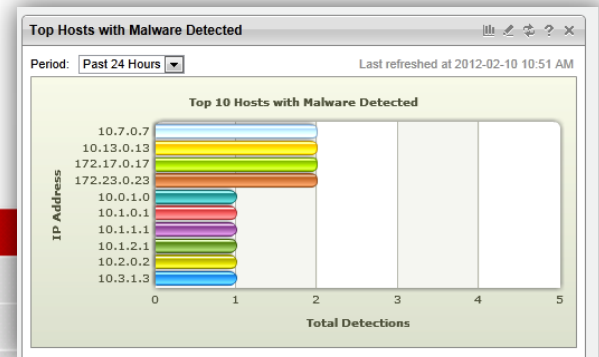 Top Hosts with Malware Detected
Period: Past 24 Hours Last refreshed at 2012-02-10 10:51 AM
Top 10 Hosts with Malware Detected
IP Address
10.7.0.7
10.13.0.13
172.17.0.17
172.23.0.23
10.0.1.0
10.1.0.1
10.1.1.1
10.1.2.1
10.2.0.2
10.3.1.3
0 1 2 3 4 5
Total Detections